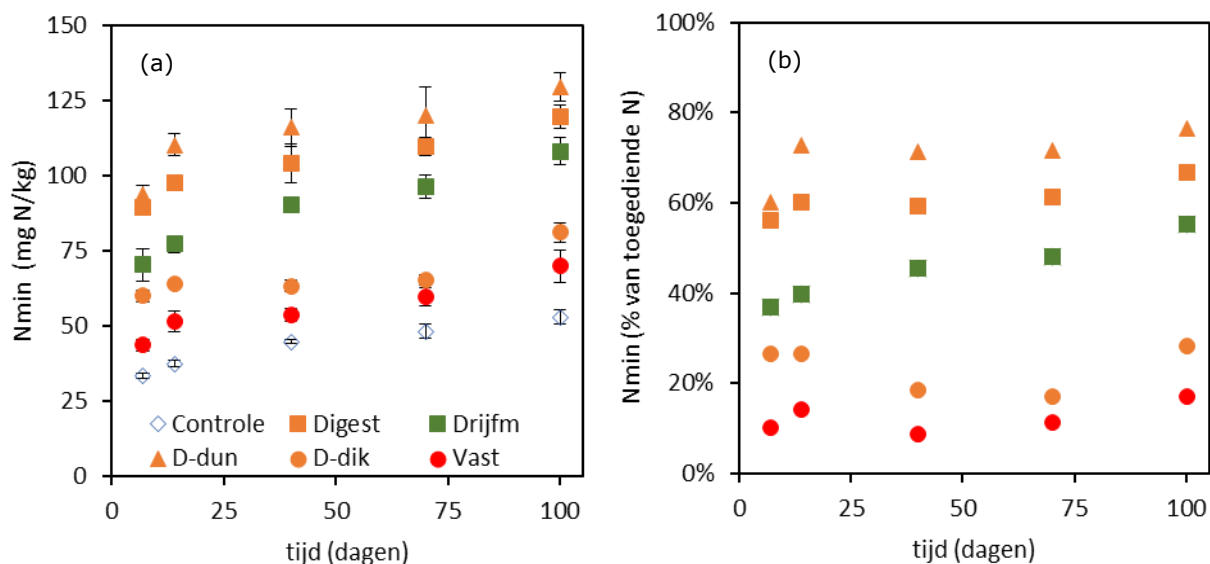 (a)
Nmin (mg N/kg)
150
125
100
75
50
25
0
Controle Digest Drijfm
D-dun D-dik Vast
0 25 50 75 100
tijd (dagen)
(b)
Nmin (% van toegediende N)
100%
80%
60%
40%
20%
0%
0 25 50 75 100
tijd (dagen)